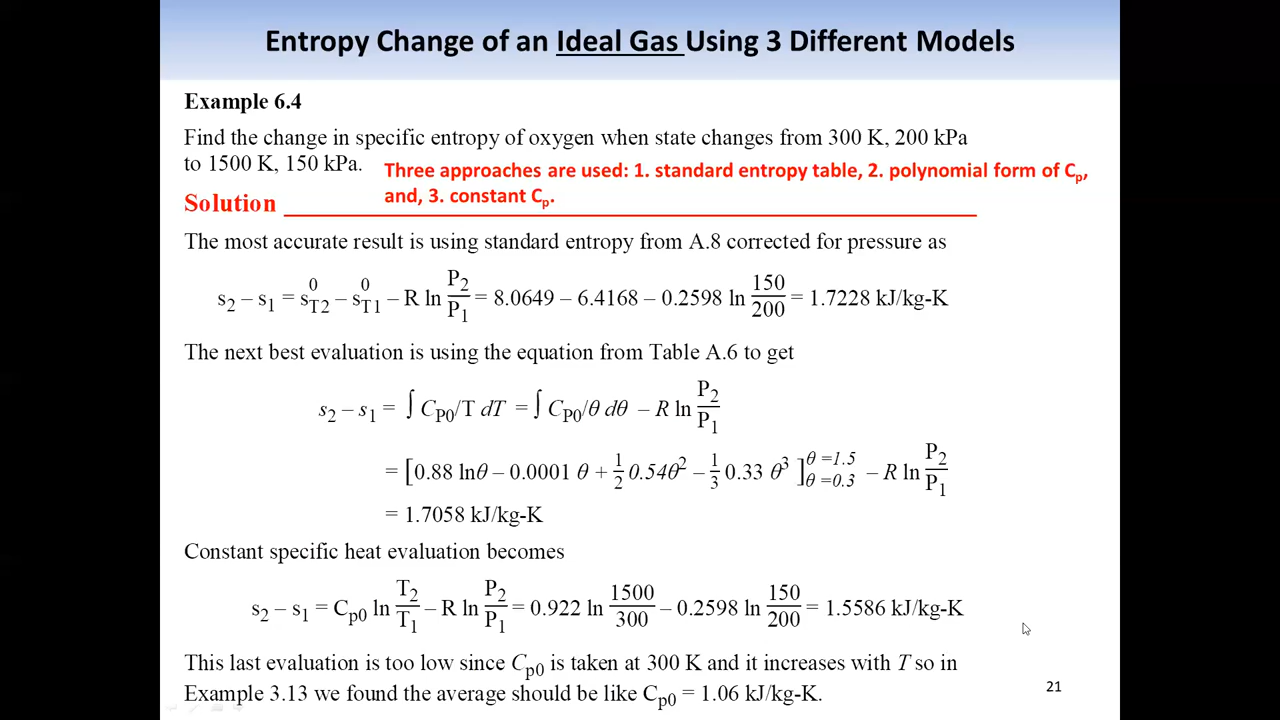 Entropy Change of an Ideal Gas Using 3 Different Models
Example 6.4
Find the change in specific entropy of oxygen when state changes from 300 K, 200 kPa
to 1500 K, 150 kPa.
Three approaches are used: 1. standard entropy table, 2. polynomial form of Cp,
and, 3. constant Cp.
Solution
The most accurate result is using standard entropy from A.8 corrected for pressure as
s2 – s1 = s0T2 – s0T1 – R ln P2/P1 = 8.0649 – 6.4168 – 0.2598 ln 150/200 = 1.7228 kJ/kg-K
The next best evaluation is using the equation from Table A.6 to get
s2 – s1 = ∫ CP0/T dT = ∫ CP0/θ dθ – R ln P2/P1
= [0.88 lnθ – 0.0001 θ + 1/2 0.54θ² – 1/3 0.33 θ³] θ =1.5 θ =0.3 – R ln P2/P1
= 1.7058 kJ/kg-K
Constant specific heat evaluation becomes
s2 – s1 = Cp0 ln T2/T1 – R ln P2/P1 = 0.922 ln 1500/300 – 0.2598 ln 150/200 = 1.5586 kJ/kg-K
This last evaluation is too low since Cp0 is taken at 300 K and it increases with T so in
Example 3.13 we found the average should be like Cp0 = 1.06 kJ/kg-K.
21